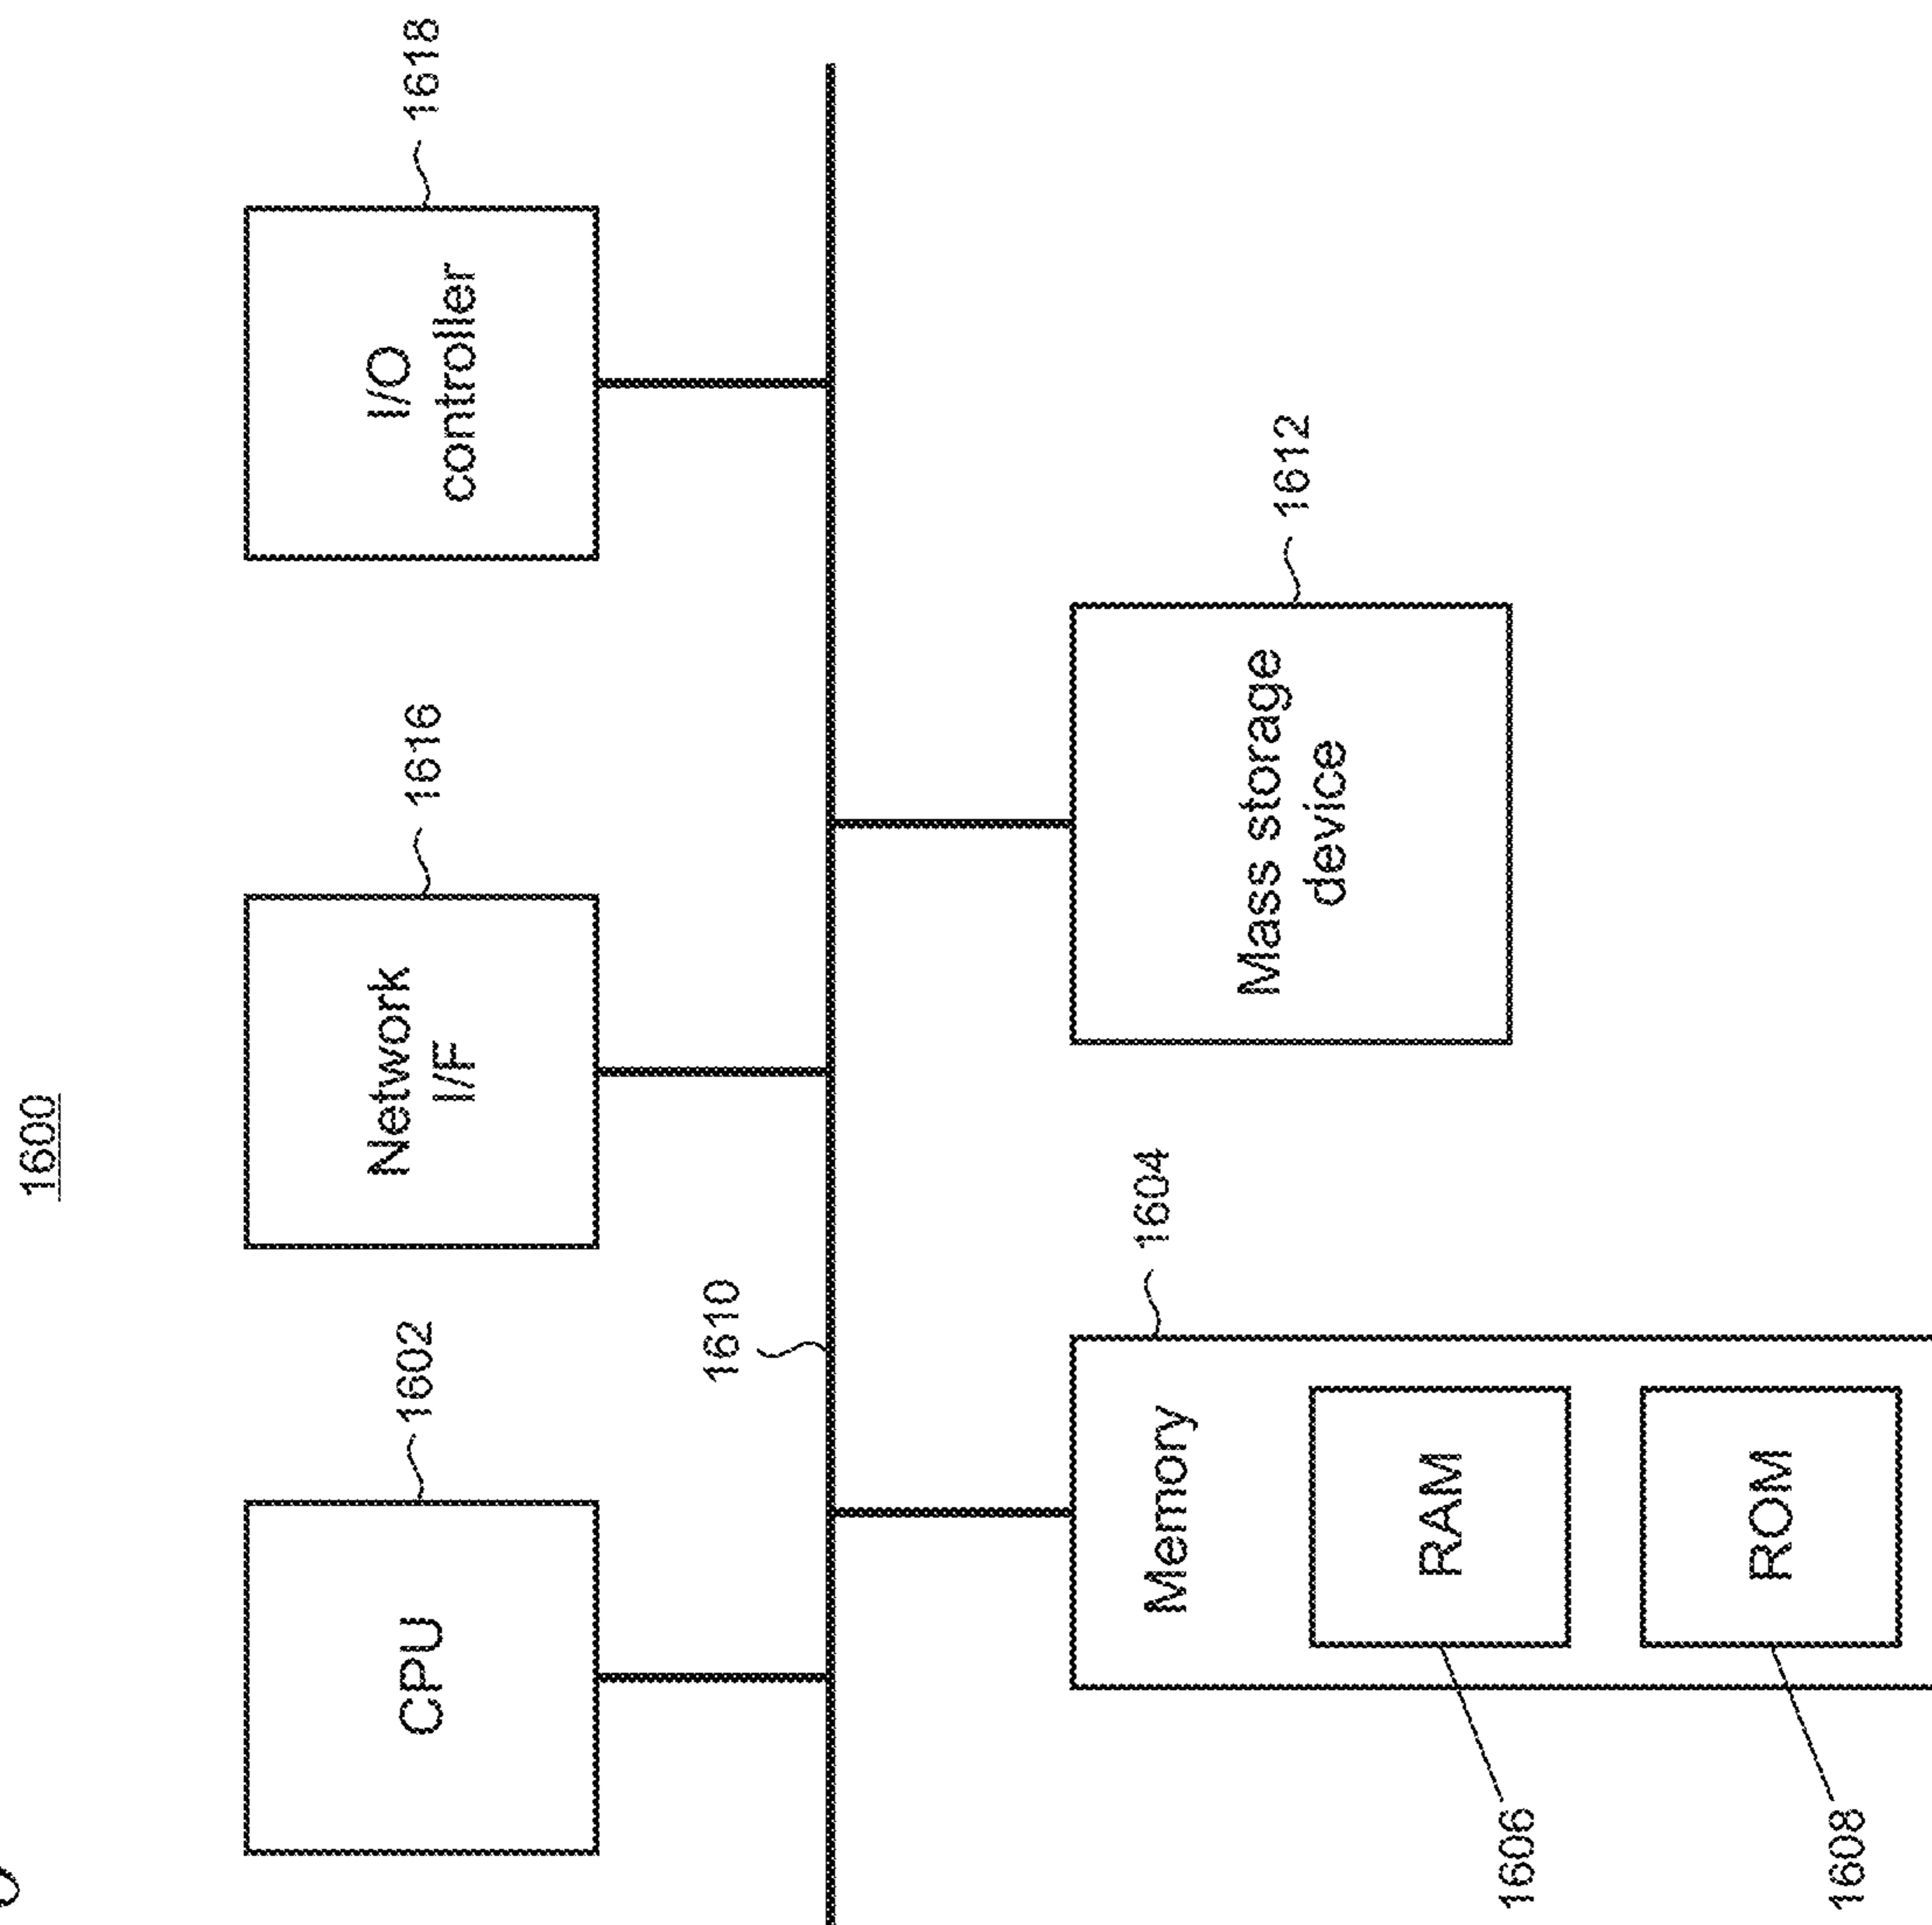 1600
CPU
1602
Network
I/F
1616
I/O
controller
1618
1610
Memory
1604
RAM
1606
ROM
1608
Mass storage
device
1612